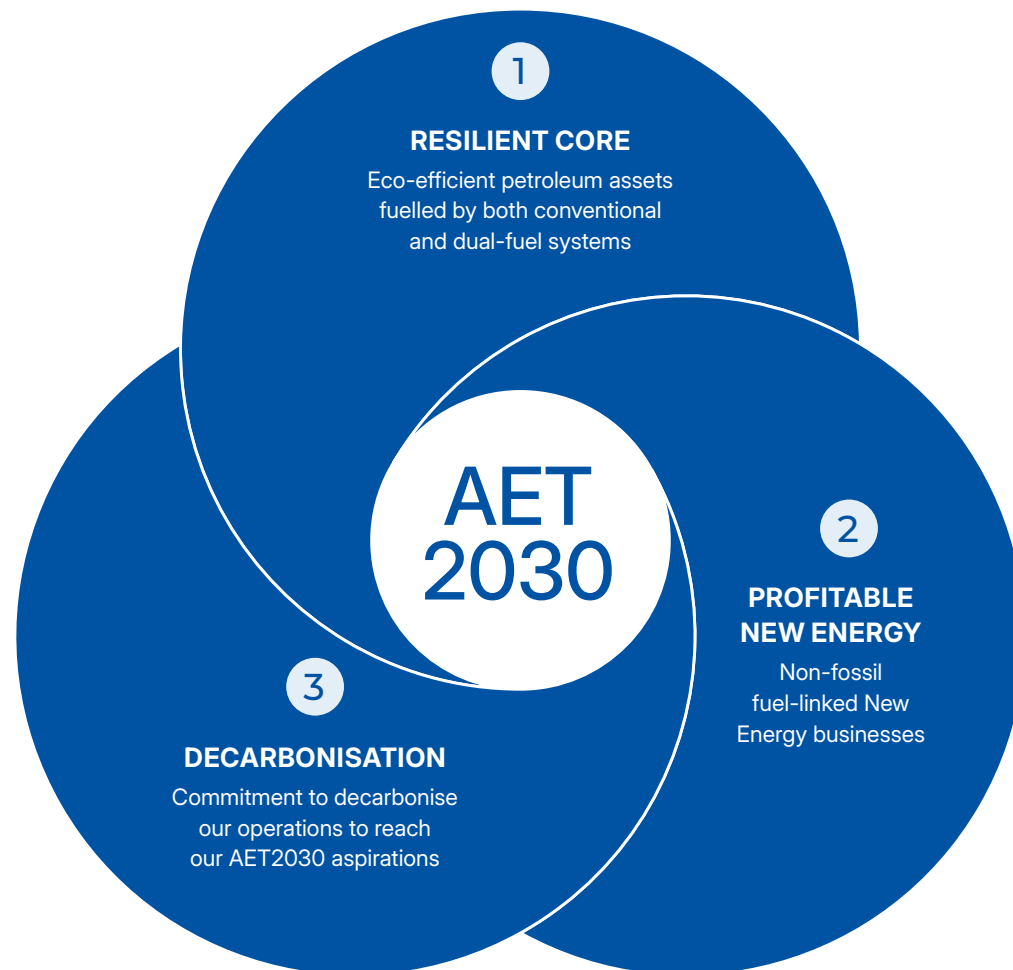 1
RESILIENT CORE
Eco-efficient petroleum assets
fuelled by both conventional
and dual-fuel systems
AET
2030
2
PROFITABLE
NEW ENERGY
Non-fossil
fuel-linked New
Energy businesses
3
DECARBONISATION
Commitment to decarbonise
our operations to reach
our AET2030 aspirations